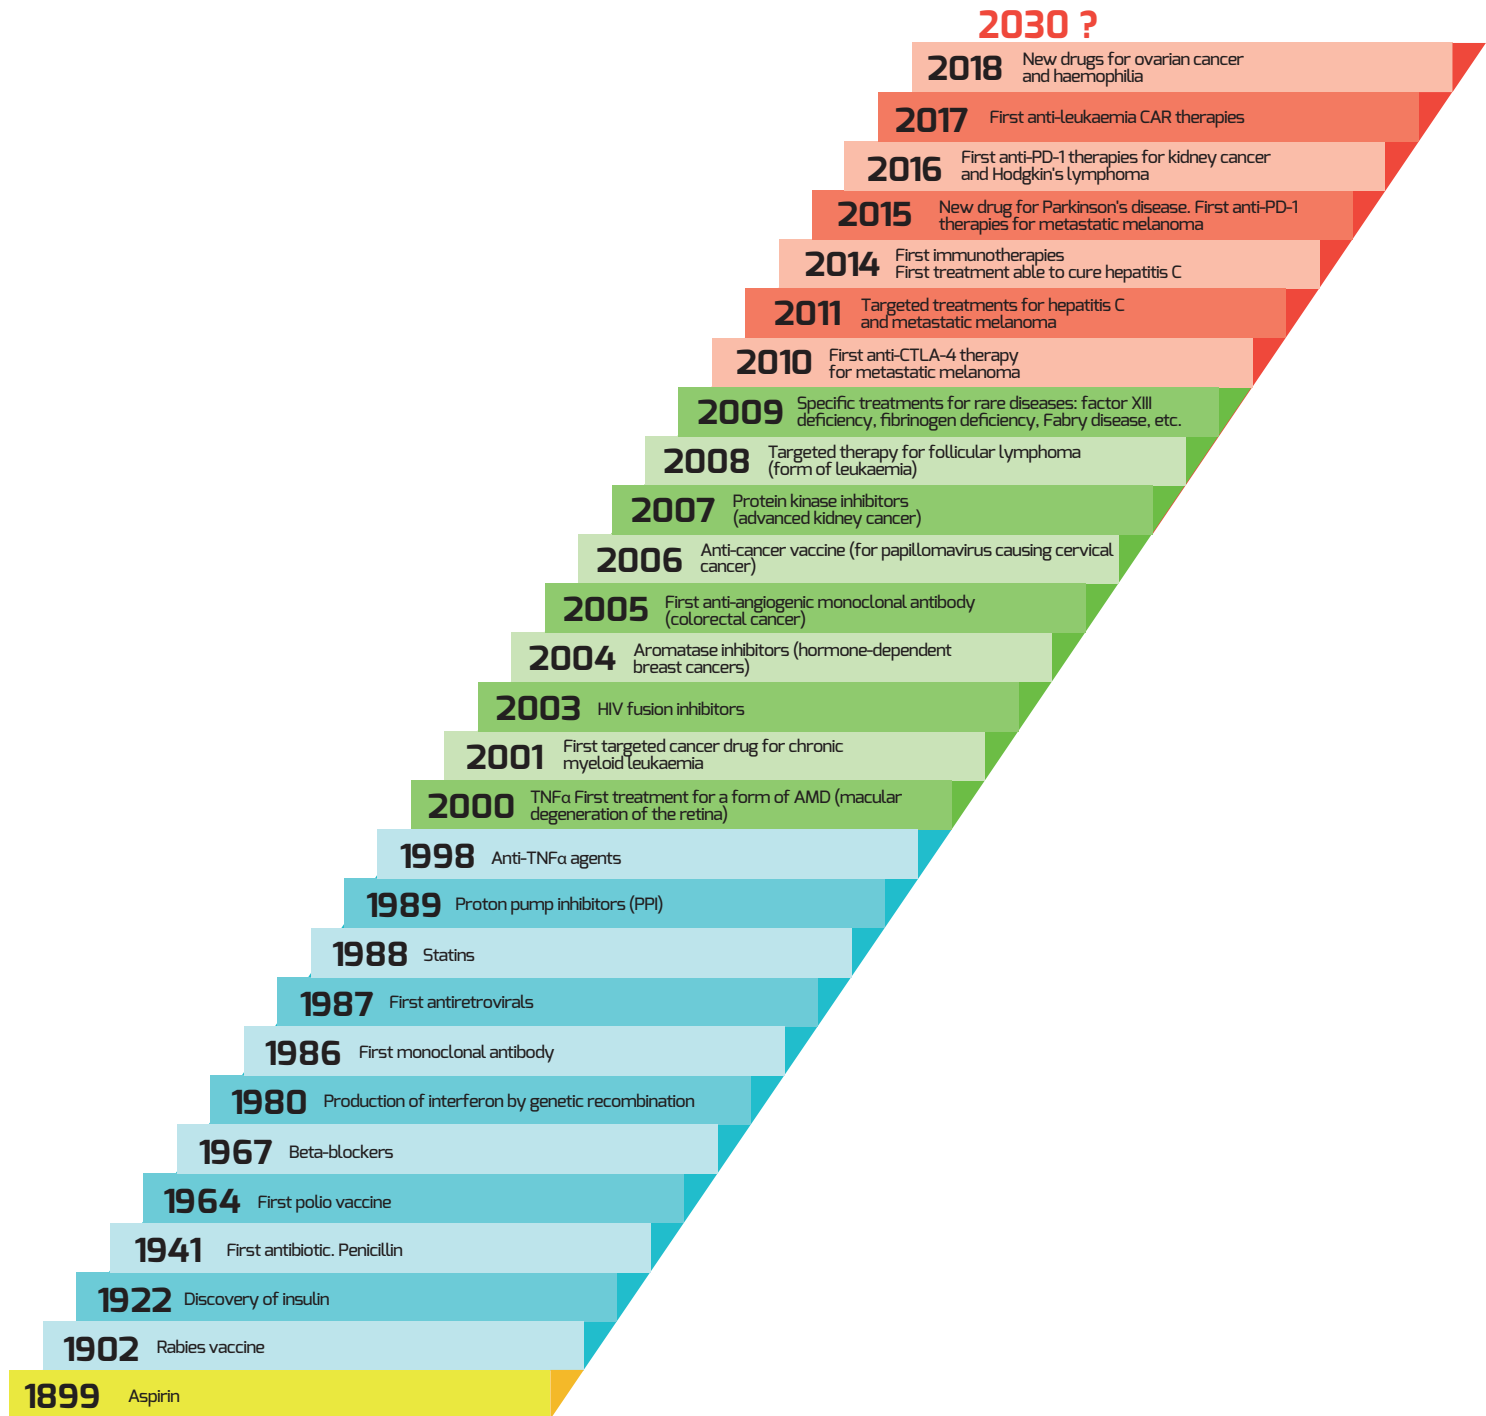 2030 ?
2018 New drugs for ovarian cancer
and haemophilia
2017 First anti-leukaemia CAR therapies
2016 First anti-PD-1 therapies for kidney cancer
and Hodgkin's lymphoma
2015 New drug for Parkinson's disease. First anti-PD-1
therapies for metastatic melanoma
2014 First immunotherapies
First treatment able to cure hepatitis C
2011 Targeted treatments for hepatitis C
and metastatic melanoma
2010 First anti-CTLA-4 therapy
for metastatic melanoma
2009 Specific treatments for rare diseases: factor XIII
deficiency, fibrinogen deficiency, Fabry disease, etc.
2008 Targeted therapy for follicular lymphoma
(form of leukaemia)
2007 Protein kinase inhibitors
(advanced kidney cancer)
2006 Anti-cancer vaccine (for papillomavirus causing cervical
cancer)
2005 First anti-angiogenic monoclonal antibody
(colorectal cancer)
2004 Aromatase inhibitors (hormone-dependent
breast cancers)
2003 HIV fusion inhibitors
2001 First targeted cancer drug for chronic
myeloid leukaemia
2000 TNFα First treatment for a form of AMD (macular
degeneration of the retina)
1998 Anti-TNFα agents
1989 Proton pump inhibitors (PPI)
1988 Statins
1987 First antiretrovirals
1986 First monoclonal antibody
1980 Production of interferon by genetic recombination
1967 Beta-blockers
1964 First polio vaccine
1941 First antibiotic. Penicillin
1922 Discovery of insulin
1902 Rabies vaccine
1899 Aspirin